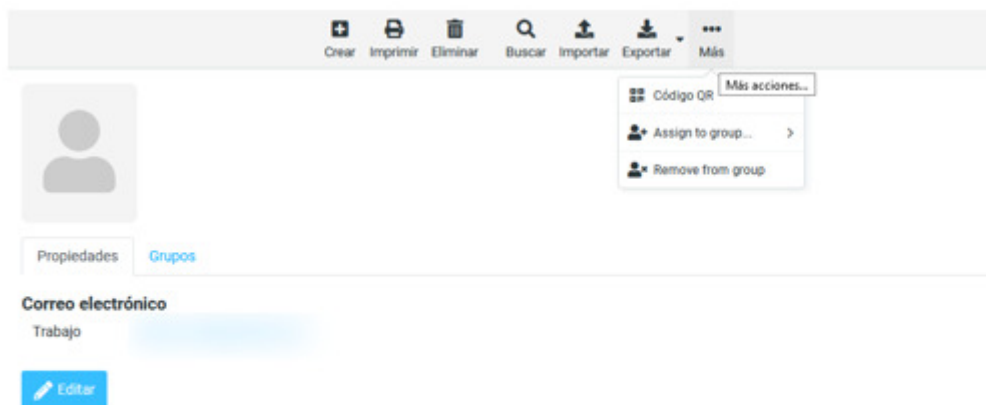 Crear Imprimir Eliminar Buscar Importar Exportar Más
Más acciones...
Código QR
Assign to group...
Remove from group
Propiedades Grupos
Correo electrónico
Trabajo
Editar